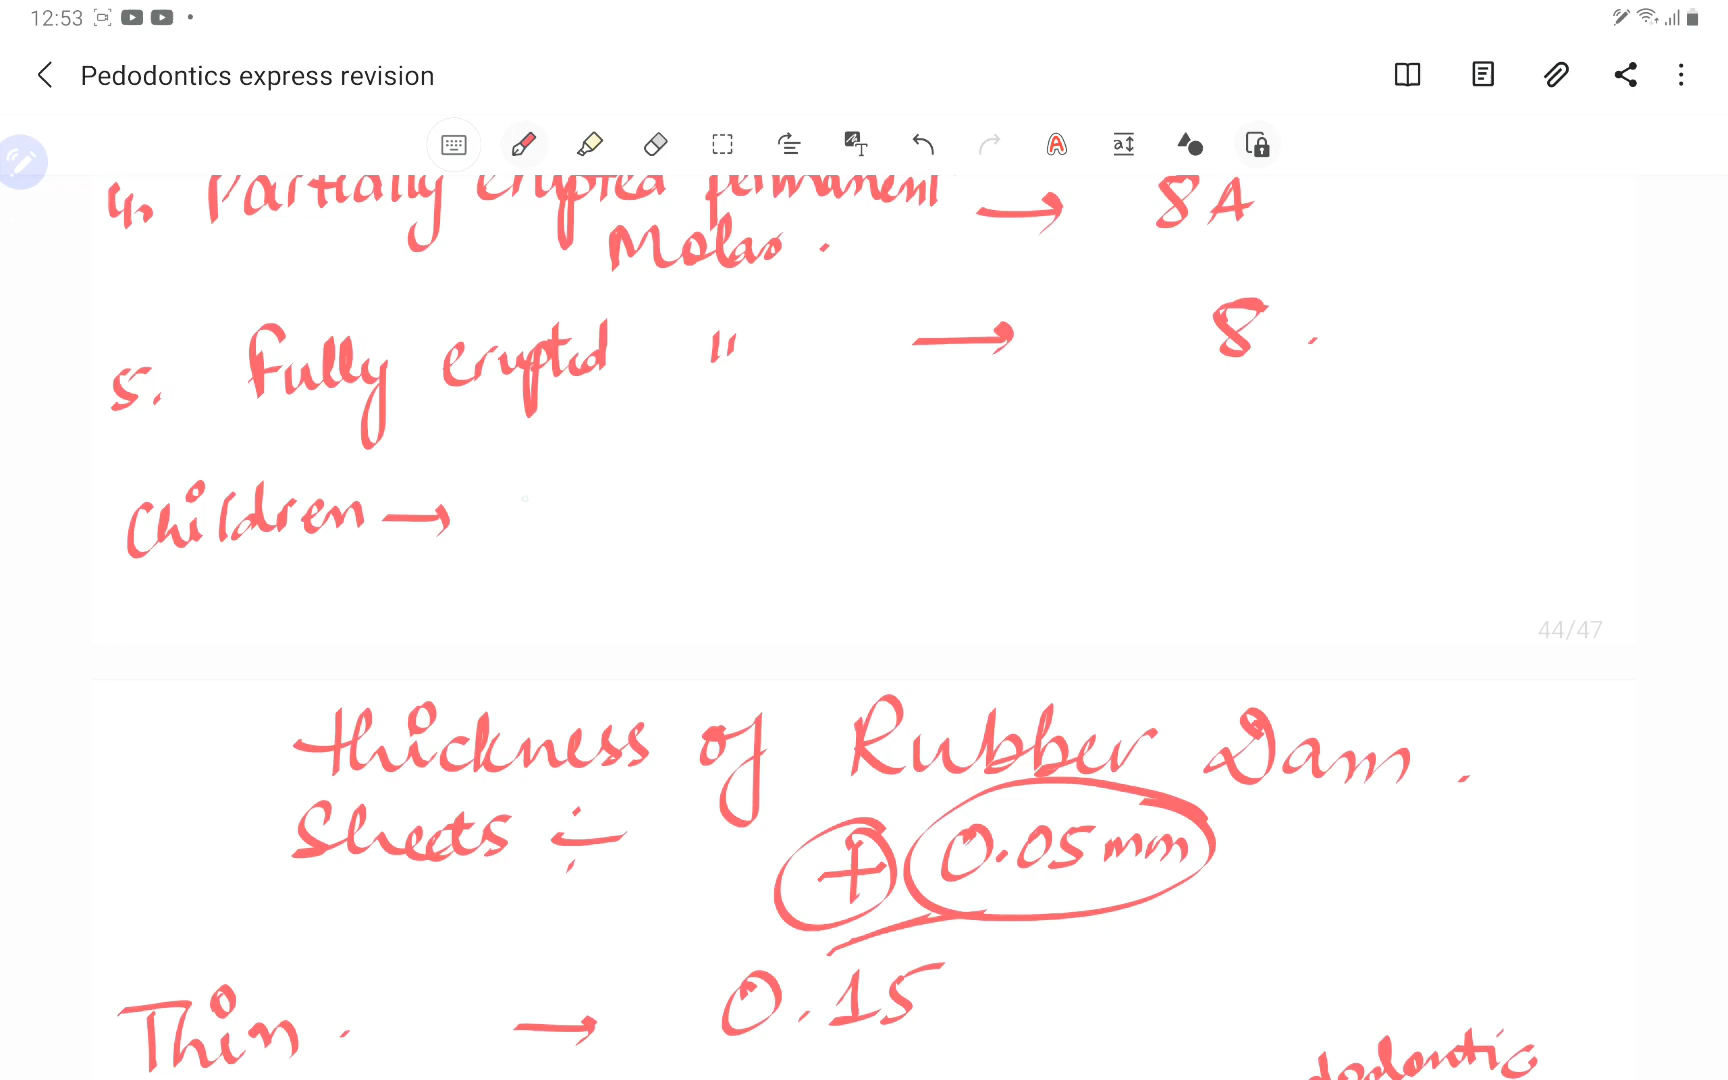 12:53
Pedodontics express revision
4. Partially erupted permanent → 8A
Molar.
5. Fully erupted " → 8.
Children →
44/47
Thickness of Rubber Dam.
Sheets ÷
+ 0.05 mm
Thin. → 0.15